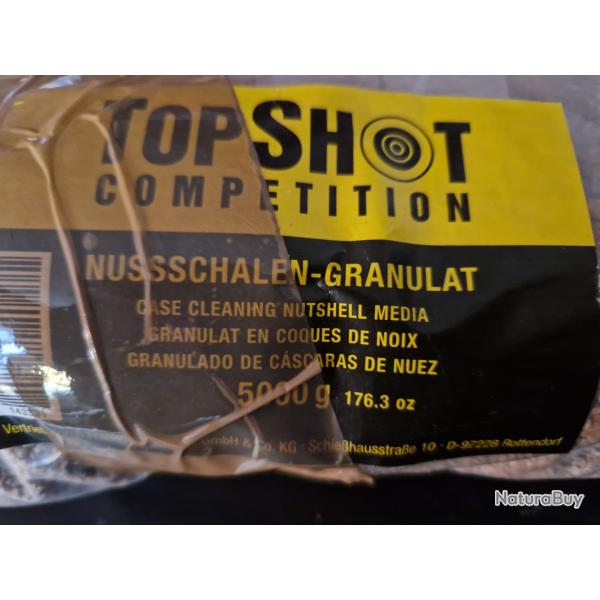 TOPSHOT
COMPETITION
NUSSSCHALEN-GRANULAT
CASE CLEANING NUTSHELL MEDIA
GRANULAT EN COQUES DE NOIX
GRANULADO DE CÁSCARAS DE NUEZ
5000 g 176.3 oz
GmbH & Co. KG · Schießhausstraße 10 · D-97228 Rottendorf
NaturaBuy